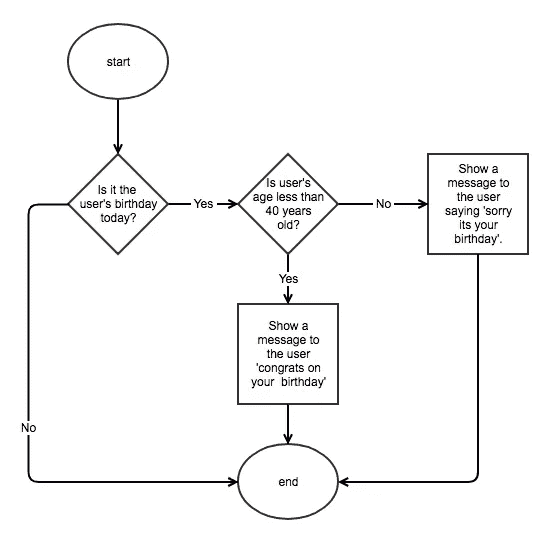 start
Is it the
user's birthday
today?
Yes
Is user's
age less than
40 years
old?
No
Show a
message to
the user
saying 'sorry
its your
birthday'.
Yes
Show a
message to
the user
'congrats on
your  birthday'
No
end